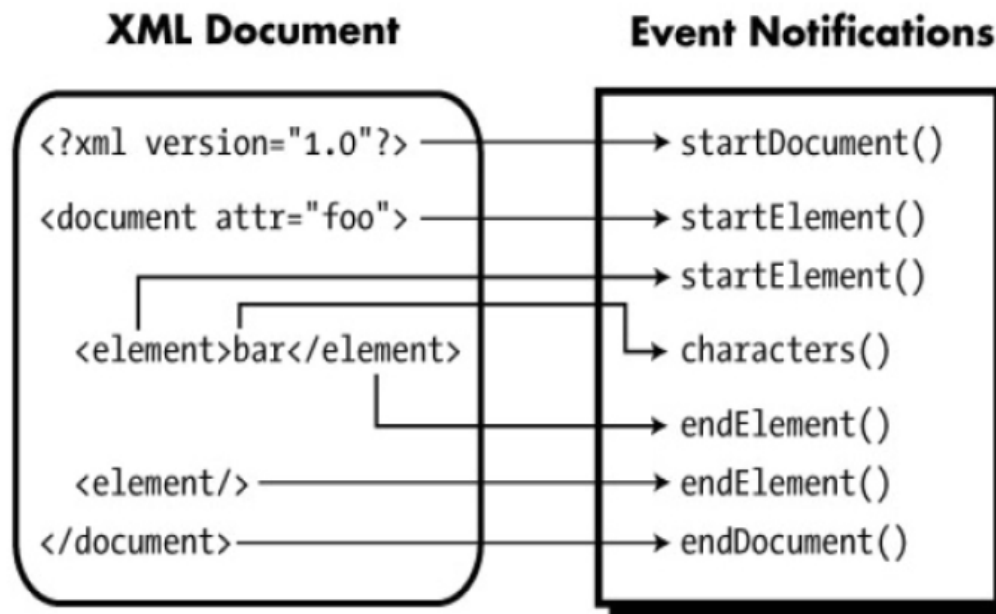 XML Document
Event Notifications
<?xml version="1.0"?>
startDocument()
<document attr="foo">
startElement()
startElement()
<element>bar</element>
characters()
endElement()
<element/>
endElement()
</document>
endDocument()